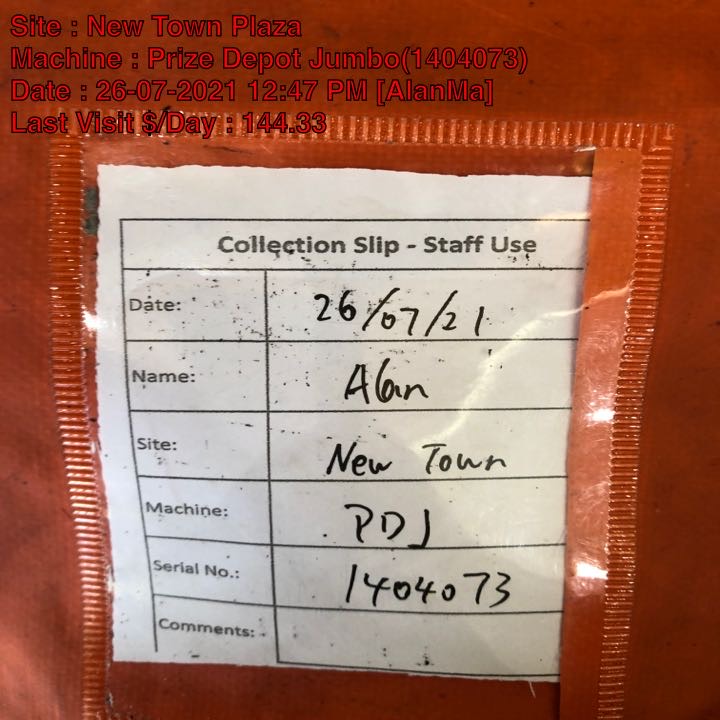 Site : New Town Plaza
Machine : Prize Depot Jumbo(1404073)
Date : 26-07-2021 12:47 PM [AlanMa]
Last Visit $/Day : 144.33
Collection Slip - Staff Use
Date: 26/07/21
Name: Alan
Site: New Town
Machine: PDJ
Serial No.: 1404073
Comments: